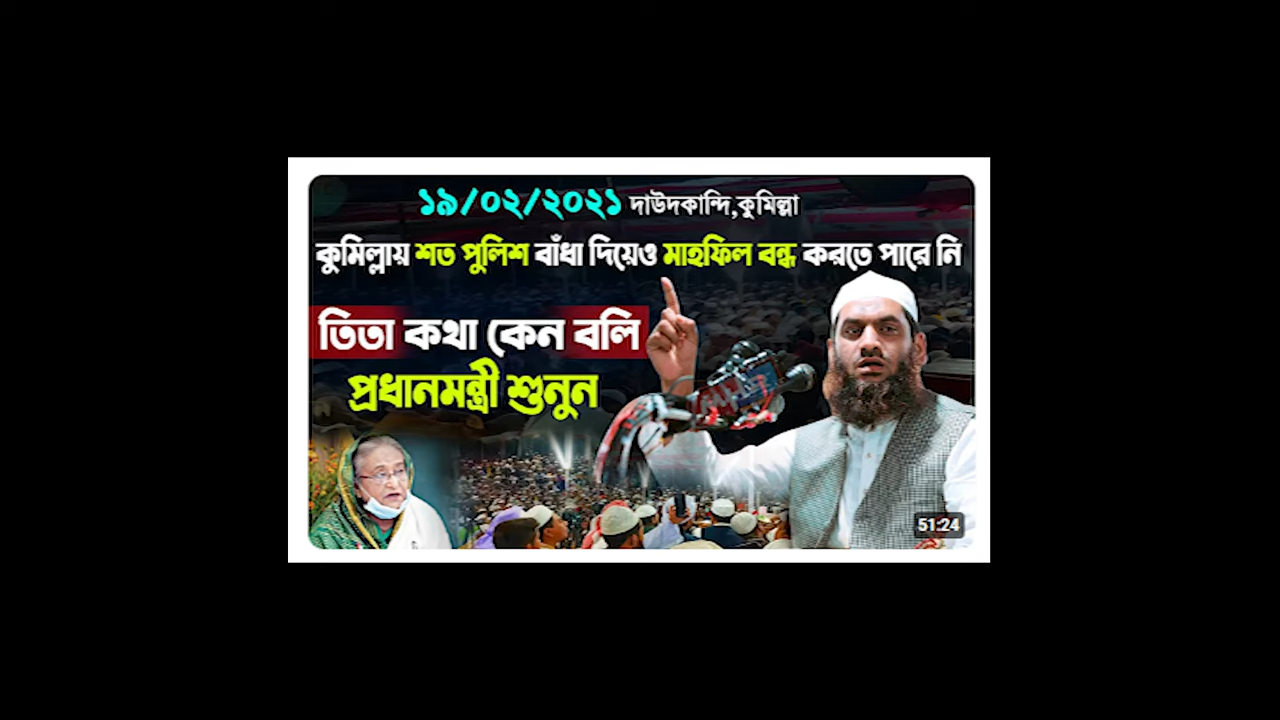 ১৯/০২/২০২১ দাউদকান্দি,কুমিল্লা
কুমিল্লায় শত পুলিশ বাঁধা দিয়েও মাহফিল বন্ধ করতে পারে নি
তিতা কথা কেন বলি
প্রধানমন্ত্রী শুনুন
51:24